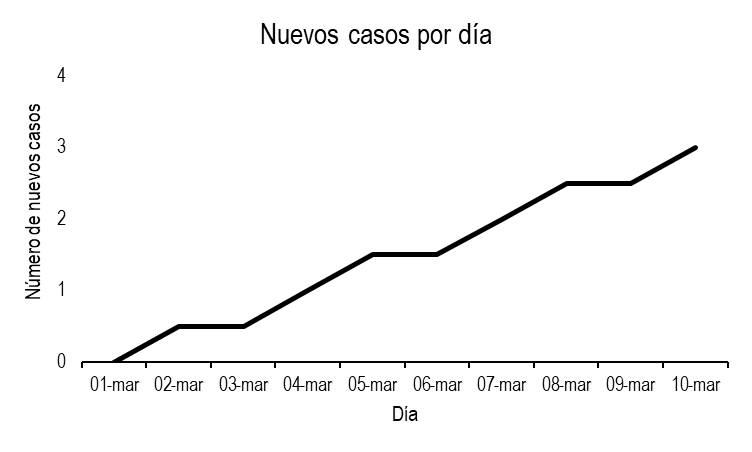 Nuevos casos por día
Número de nuevos casos
4
3
2
1
0
01-mar 02-mar 03-mar 04-mar 05-mar 06-mar 07-mar 08-mar 09-mar 10-mar
Día